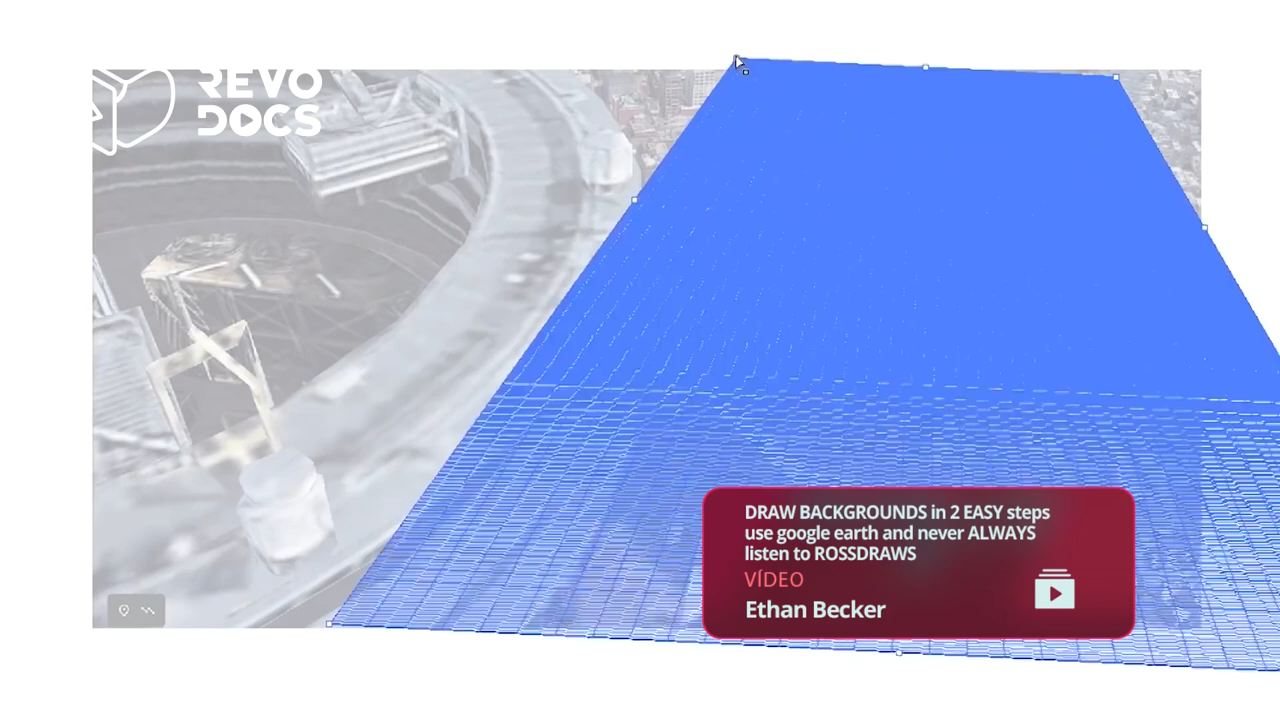 REVO
DOCS
DRAW BACKGROUNDS in 2 EASY steps
use google earth and never ALWAYS
listen to ROSSDRAWS
VÍDEO
Ethan Becker